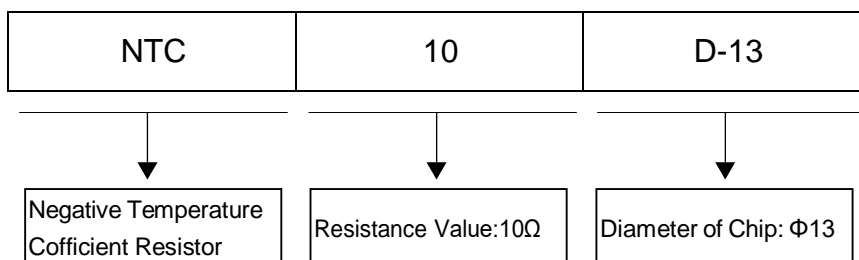 NTC 10 D-13
Negative Temperature
Cofficient Resistor
Resistance Value:10Ω
Diameter of Chip: Φ13